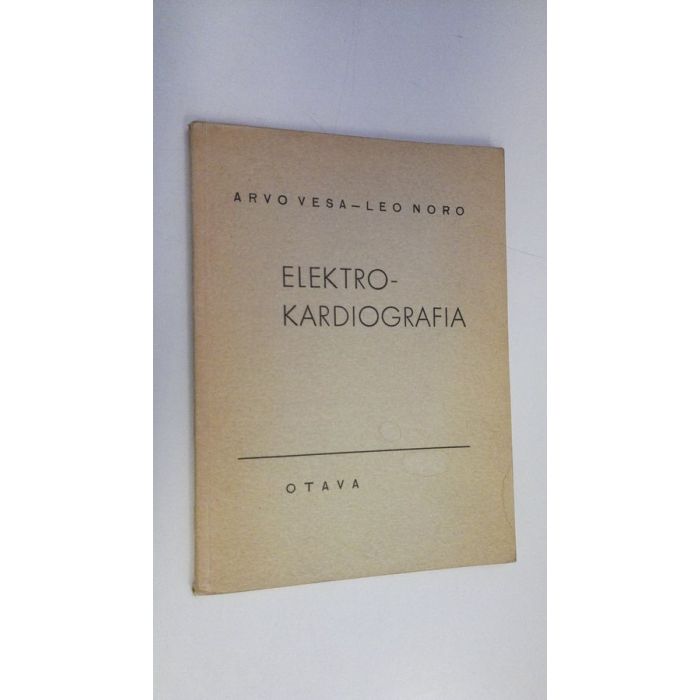 ARVO VESA – LEO NORO
ELEKTRO-
KARDIOGRAFIA
OTAVA